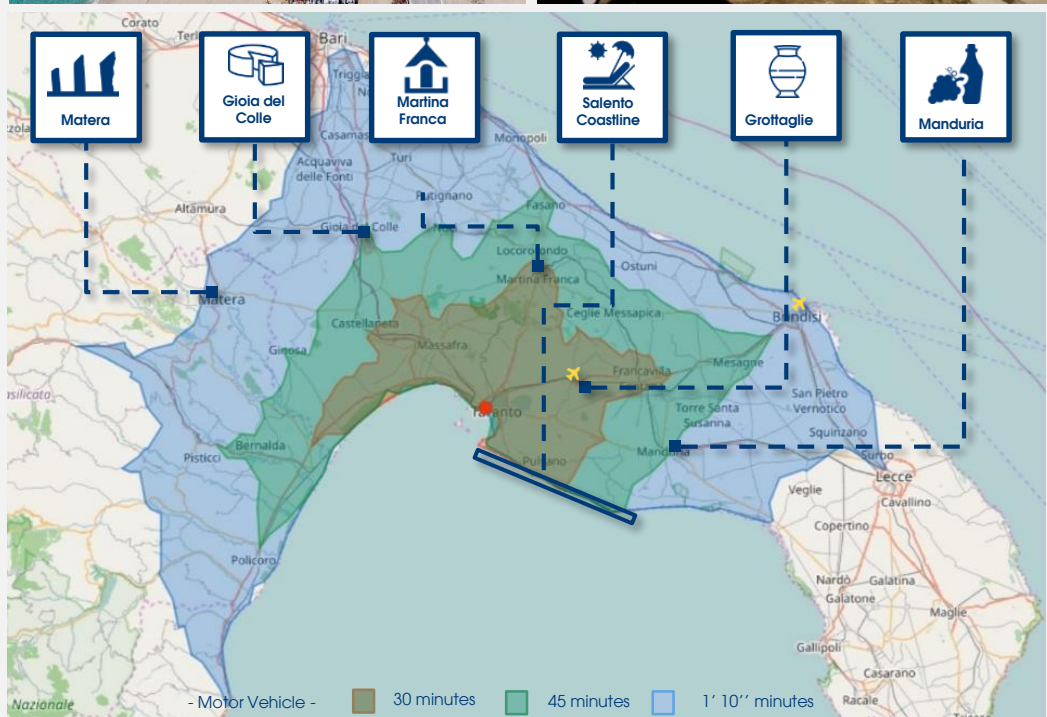 Corato
Bari
Matera
Gioia del
Colle
Martina
Franca
Salento
Coastline
Grottaglie
Manduria
Monopoli
Turi
Acquaviva
delle Fonti
Putignano
Altamura
Fasano
Gioia del Colle
Locorotondo
Ostuni
Martina Franca
Matera
Ceglie Messapica
Brindisi
Castellaneta
Massafra
Ginosa
Mesagne
Francavilla
Fontana
San Pietro
Vernotico
Taranto
Torre Santa
Susanna
Squinzano
Bernalda
Pisticci
Manduria
Surbo
Pulsano
Lecce
Veglie
Cavallino
Copertino
Policoro
Nardò
Galatina
Galatone
Maglie
Gallipoli
Casarano
Racale
Nazionale
- Motor Vehicle -
30 minutes
45 minutes
1' 10'' minutes